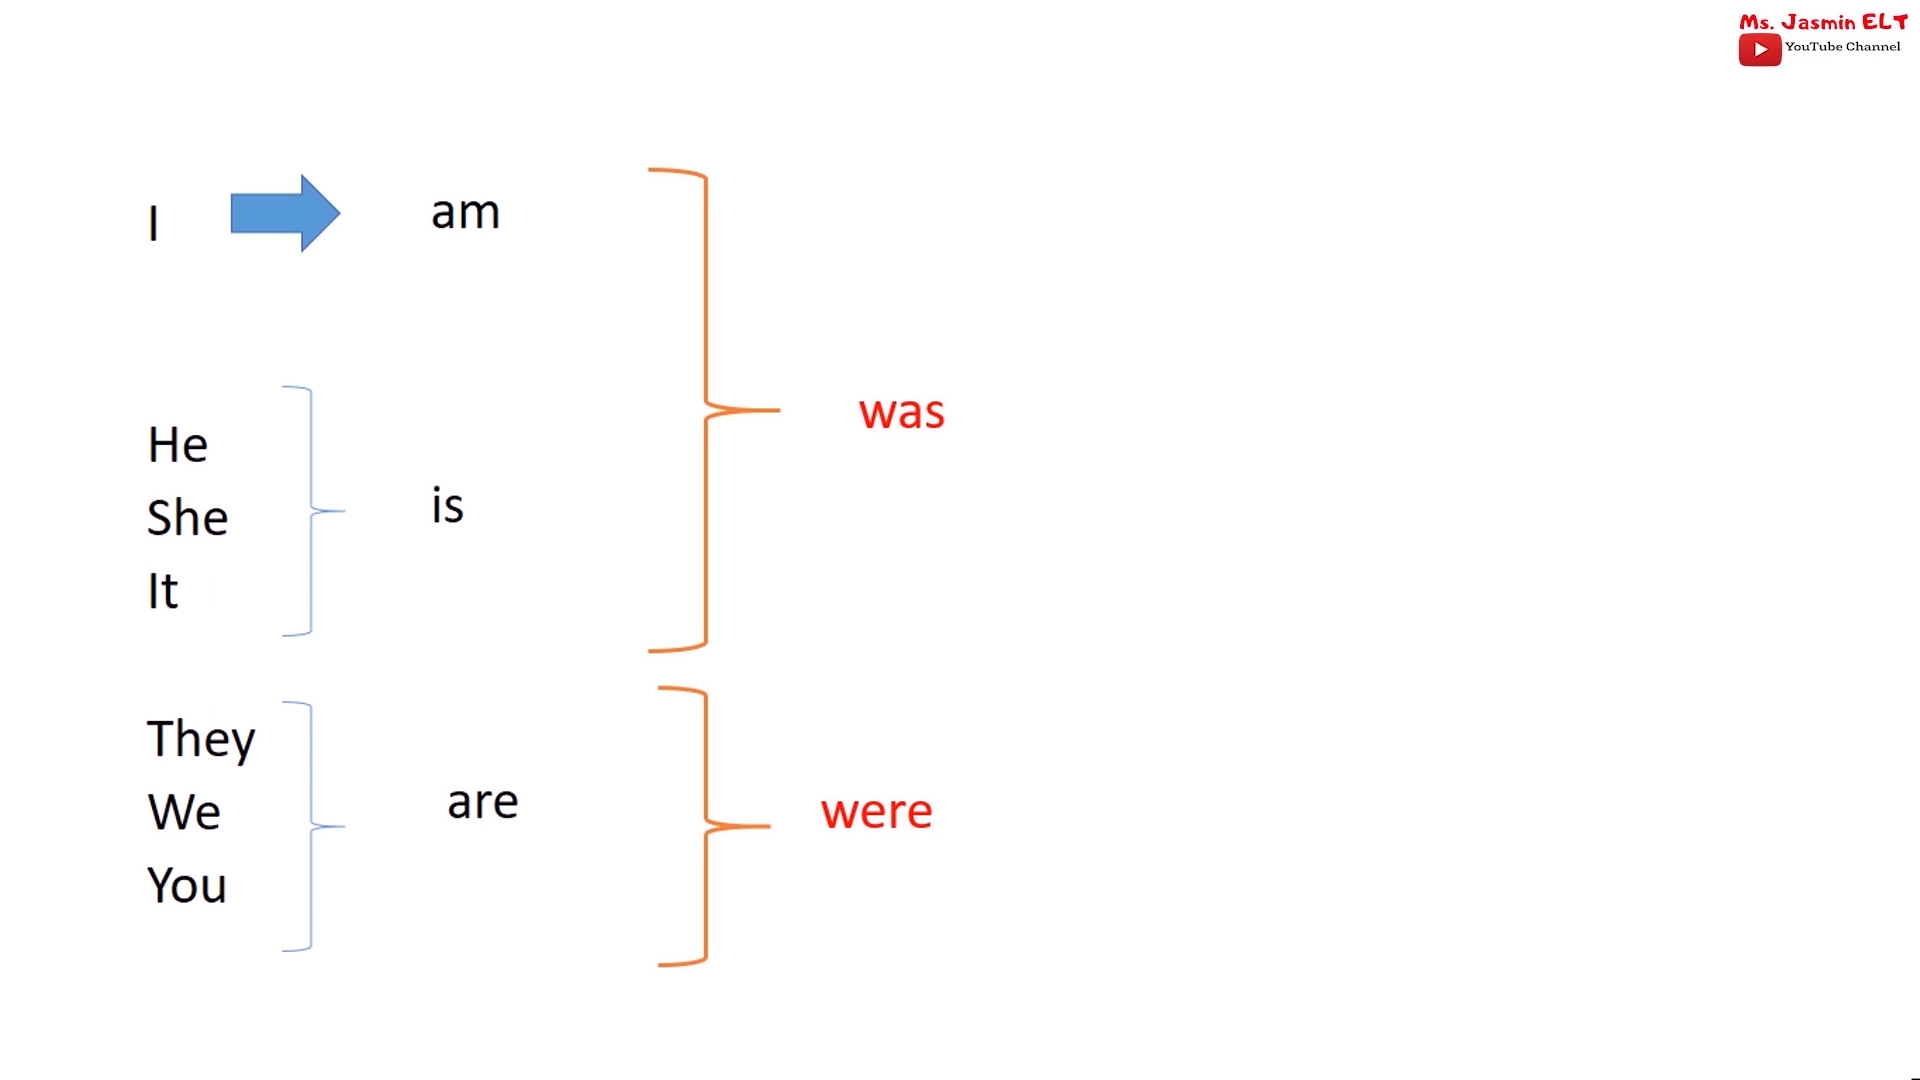 Ms. Jasmin ELT
YouTube Channel
I am
He
She
It
is
was
They
We
You
are
were